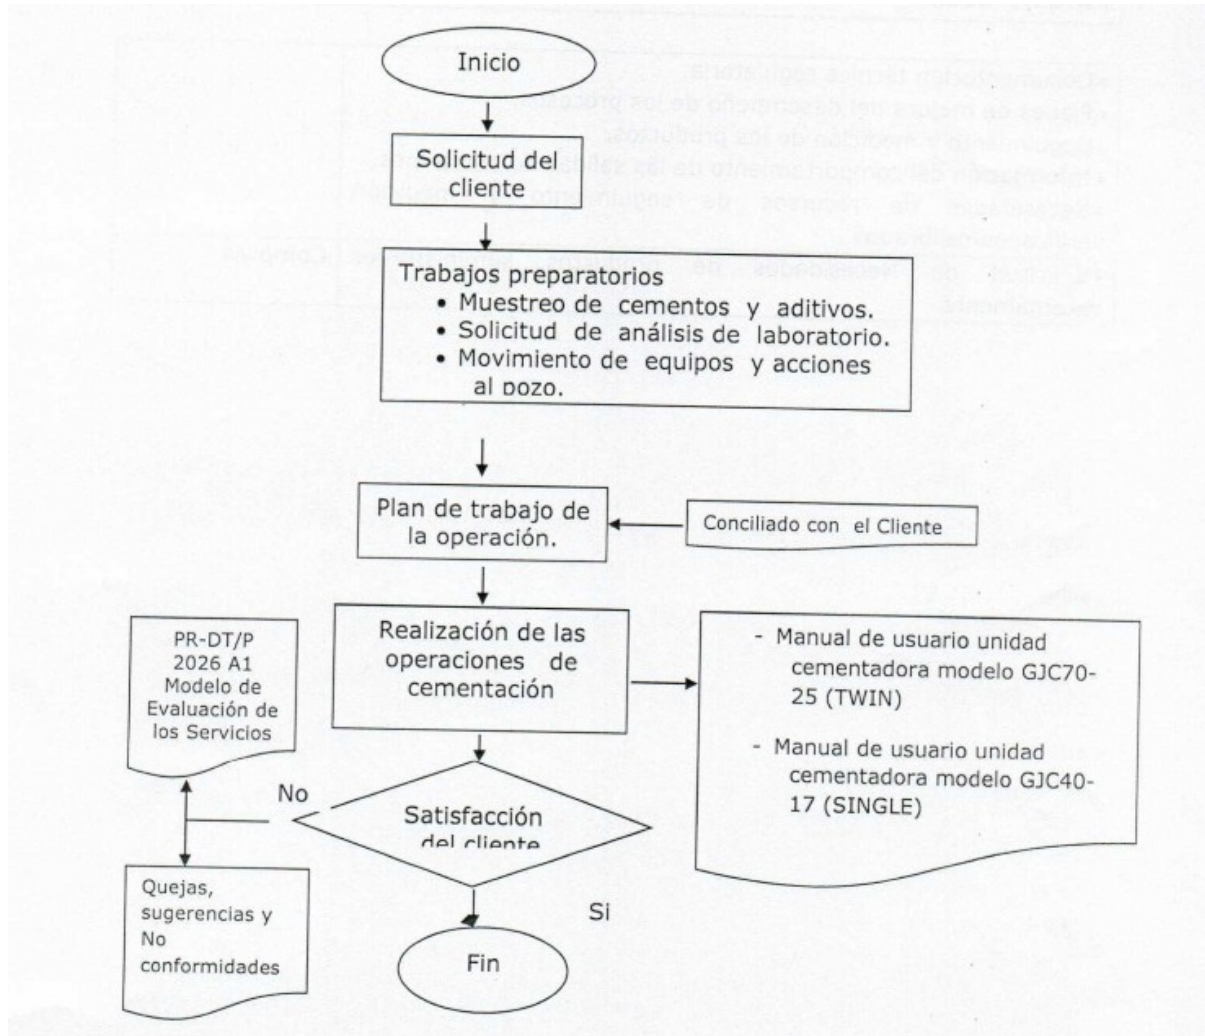 Inicio
Solicitud del
cliente
Trabajos preparatorios
• Muestreo de cementos y aditivos.
• Solicitud de análisis de laboratorio.
• Movimiento de equipos y acciones
al pozo.
Plan de trabajo de
la operación.
Conciliado con el Cliente
Realización de las
operaciones de
cementación
- Manual de usuario unidad
cementadora modelo GJC70-
25 (TWIN)
- Manual de usuario unidad
cementadora modelo GJC40-
17 (SINGLE)
PR-DT/P
2026 A1
Modelo de
Evaluación de
los Servicios
No
Satisfacción
del cliente
Quejas,
sugerencias y
No
conformidades
Si
Fin